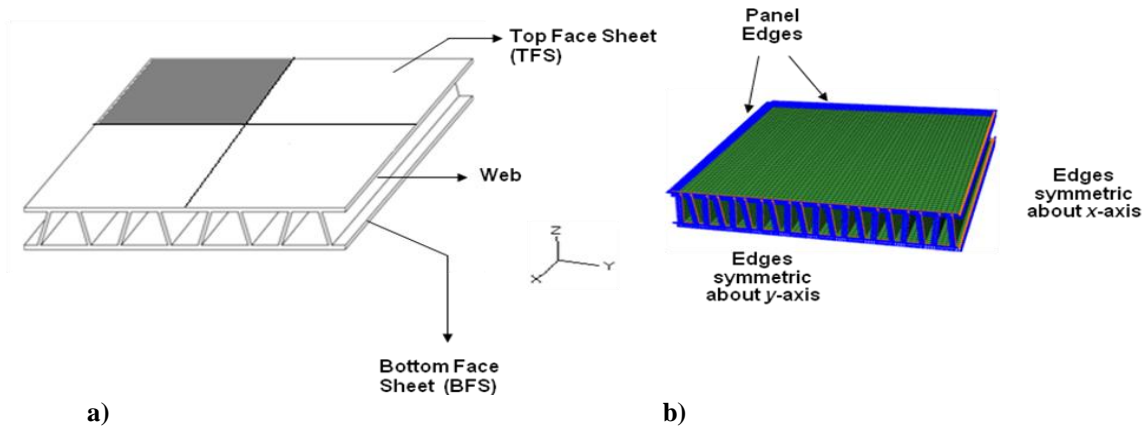 Top Face Sheet
(TFS)
Web
Bottom Face
Sheet (BFS)
a)
Z
Y
X
Panel
Edges
Edges
symmetric
about x-axis
Edges
symmetric
about y-axis
b)